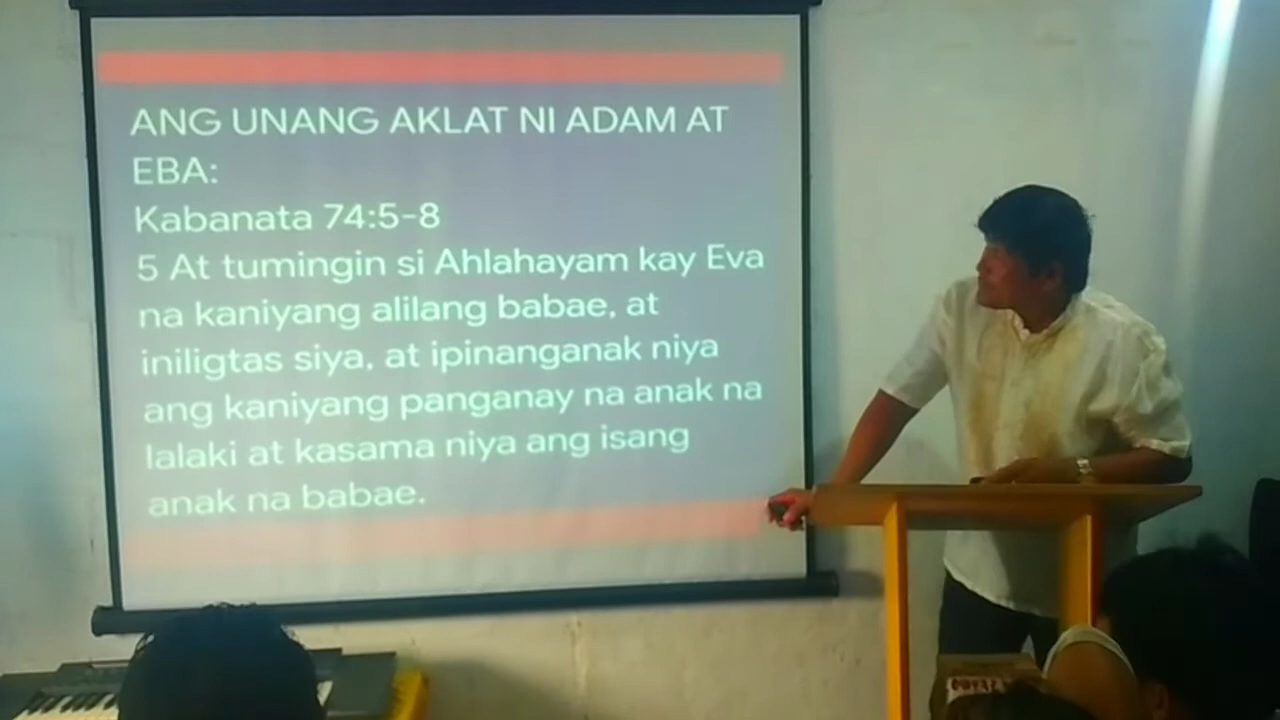 ANG UNANG AKLAT NI ADAM AT
EBA:
Kabanata 74:5-8
5 At tumingin si Ahlahayam kay Eva
na kaniyang alilang babae, at
iniligtas siya, at ipinanganak niya
ang kaniyang panganay na anak na
lalaki at kasama niya ang isang
anak na babae.